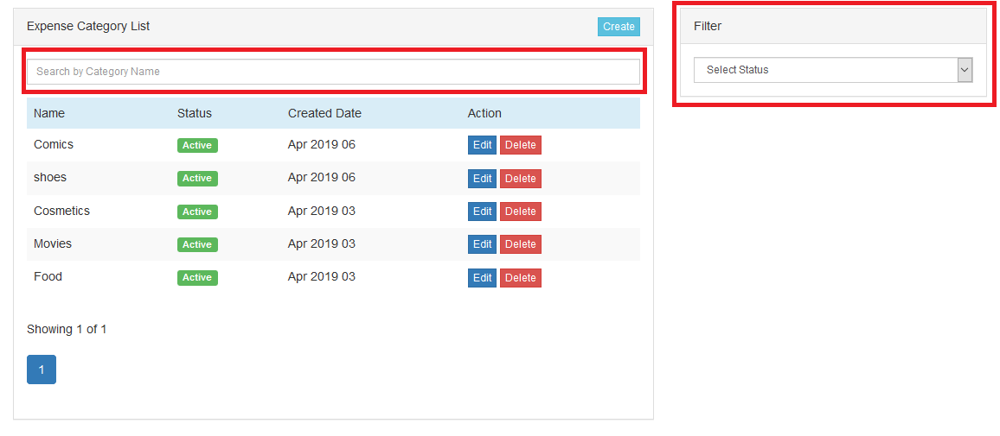 Expense Category List Create
Search by Category Name
Name Status Created Date Action
Comics Active Apr 2019 06 Edit Delete
shoes Active Apr 2019 06 Edit Delete
Cosmetics Active Apr 2019 03 Edit Delete
Movies Active Apr 2019 03 Edit Delete
Food Active Apr 2019 03 Edit Delete
Showing 1 of 1
1
Filter
Select Status